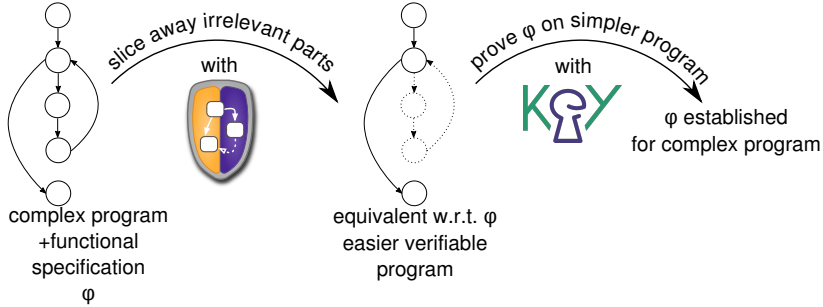 slice away irrelevant parts
with
complex program
+functional
specification
φ
equivalent w.r.t. φ
easier verifiable
program
prove φ on simpler program
with
KeY
φ established
for complex program